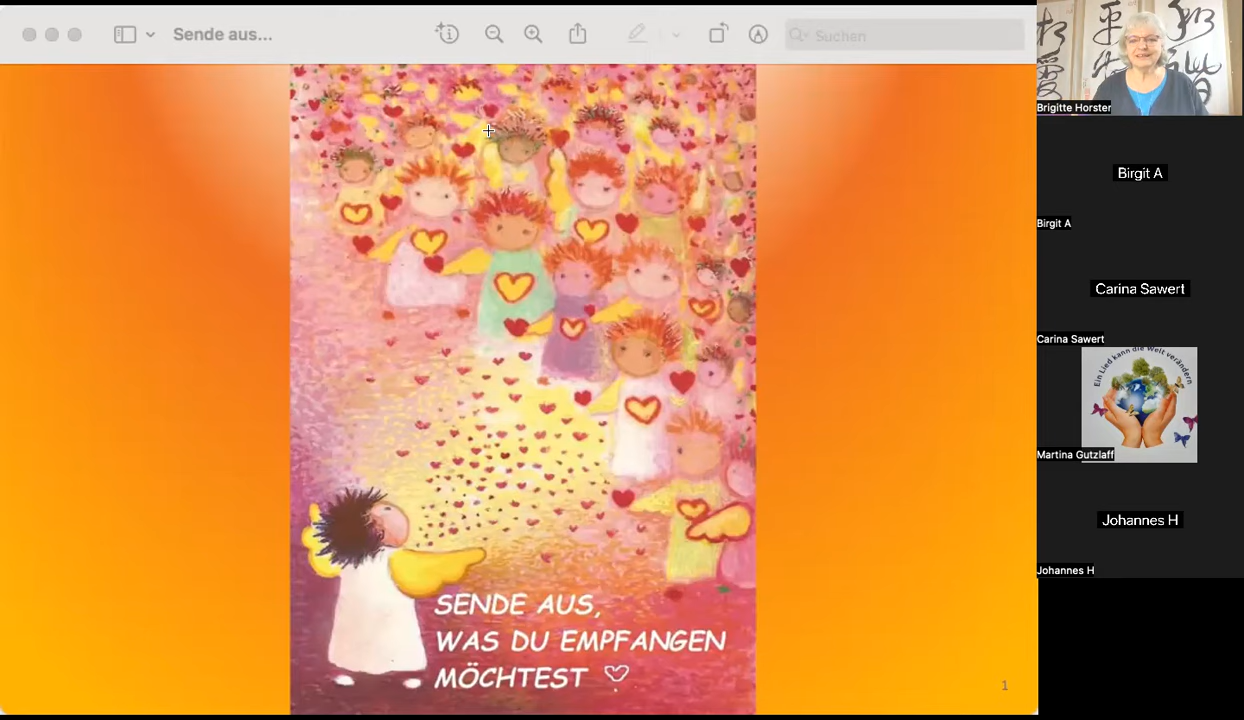 Sende aus...
Suchen
SENDE AUS,
WAS DU EMPFANGEN
MÖCHTEST
1
Brigitte Horster
Birgit A
Birgit A
Carina Sawert
Carina Sawert
Ein Lied kann die Welt verändern
Martina Gutzlaff
Johannes H
Johannes H